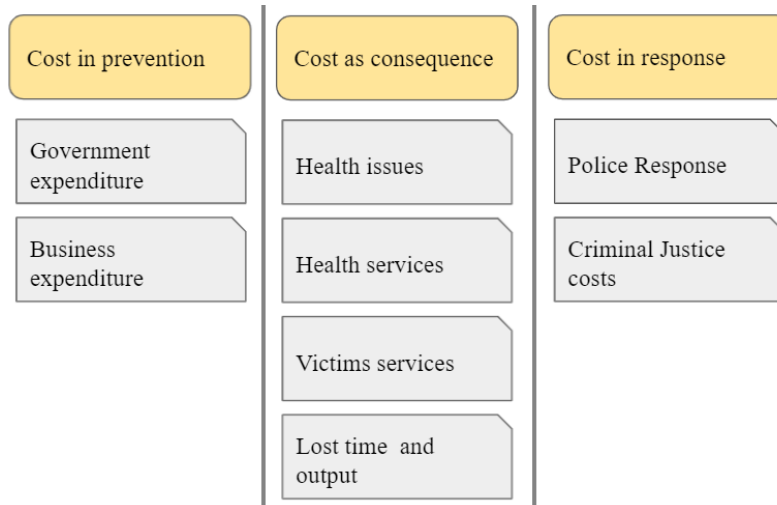 Cost in prevention
Government
expenditure
Business
expenditure
Cost as consequence
Health issues
Health services
Victims services
Lost time  and
output
Cost in response
Police Response
Criminal Justice
costs